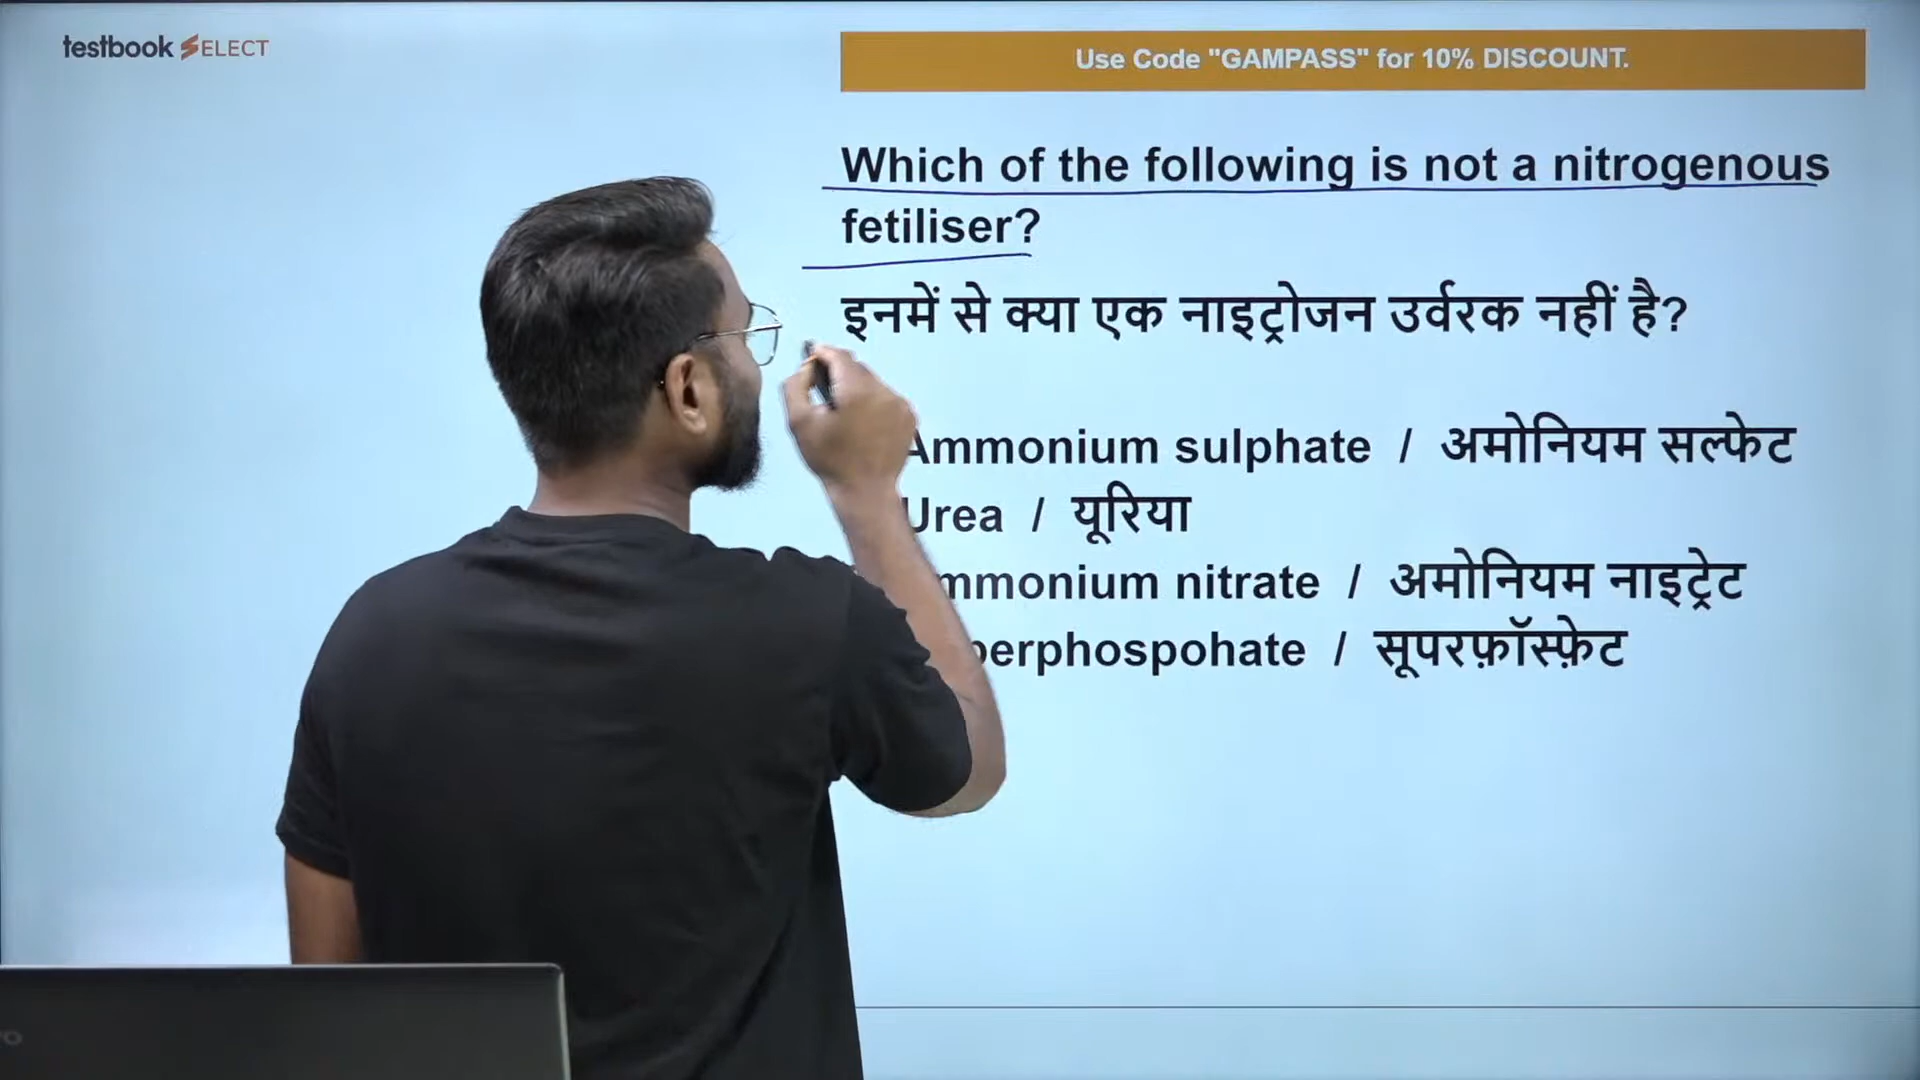 testbook SELECT
Use Code "GAMPASS" for 10% DISCOUNT.
Which of the following is not a nitrogenous
fetiliser?
इनमें से क्या एक नाइट्रोजन उर्वरक नहीं है?
Ammonium sulphate / अमोनियम सल्फेट
Urea / यूरिया
mmonium nitrate / अमोनियम नाइट्रेट
perphospohate / सूपरफ़ॉस्फ़ेट